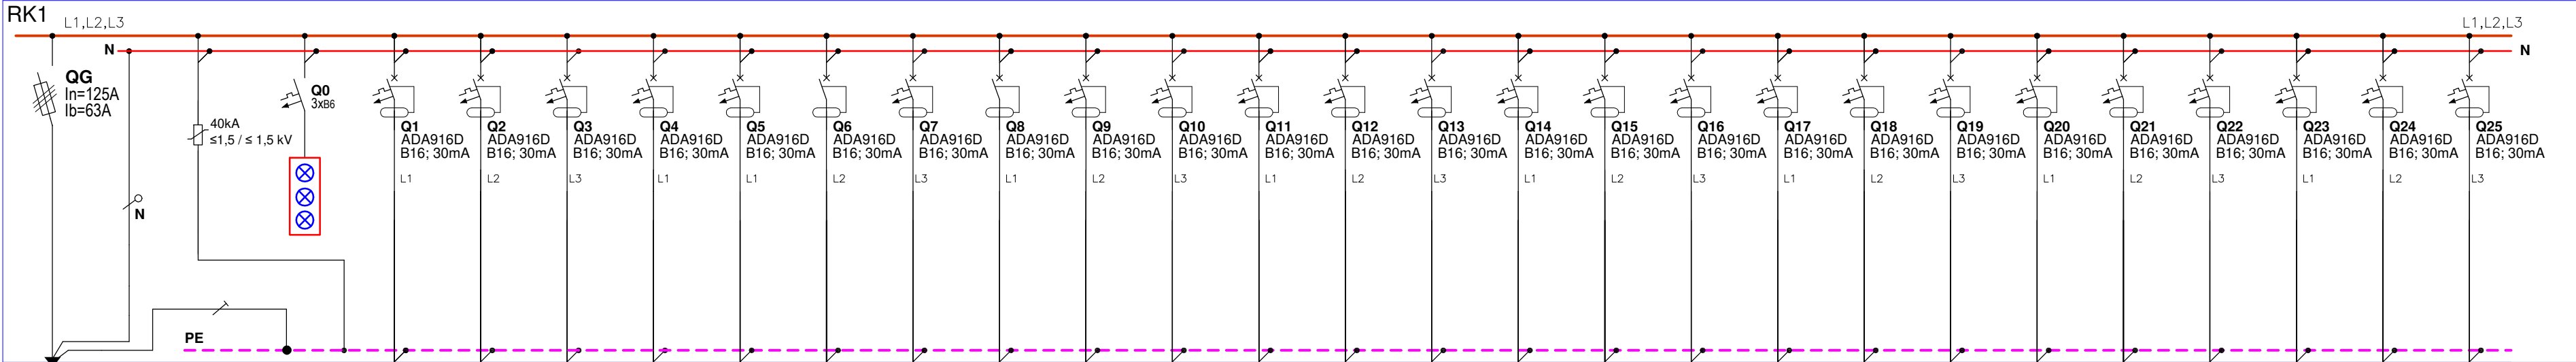 RK1
L1,L2,L3
L1,L2,L3
N
N
QG
In=125A
Ib=63A
N
40kA
≤1,5 / ≤ 1,5 kV
Q0
3xB6
Q1
ADA916D
B16; 30mA
L1
Q2
ADA916D
B16; 30mA
L2
Q3
ADA916D
B16; 30mA
L3
Q4
ADA916D
B16; 30mA
L1
Q5
ADA916D
B16; 30mA
L1
Q6
ADA916D
B16; 30mA
L2
Q7
ADA916D
B16; 30mA
L3
Q8
ADA916D
B16; 30mA
L1
Q9
ADA916D
B16; 30mA
L2
Q10
ADA916D
B16; 30mA
L3
Q11
ADA916D
B16; 30mA
L1
Q12
ADA916D
B16; 30mA
L2
Q13
ADA916D
B16; 30mA
L3
Q14
ADA916D
B16; 30mA
L1
Q15
ADA916D
B16; 30mA
L2
Q16
ADA916D
B16; 30mA
L3
Q17
ADA916D
B16; 30mA
L1
Q18
ADA916D
B16; 30mA
L2
Q19
ADA916D
B16; 30mA
L3
Q20
ADA916D
B16; 30mA
L1
Q21
ADA916D
B16; 30mA
L2
Q22
ADA916D
B16; 30mA
L3
Q23
ADA916D
B16; 30mA
L1
Q24
ADA916D
B16; 30mA
L2
Q25
ADA916D
B16; 30mA
L3
PE